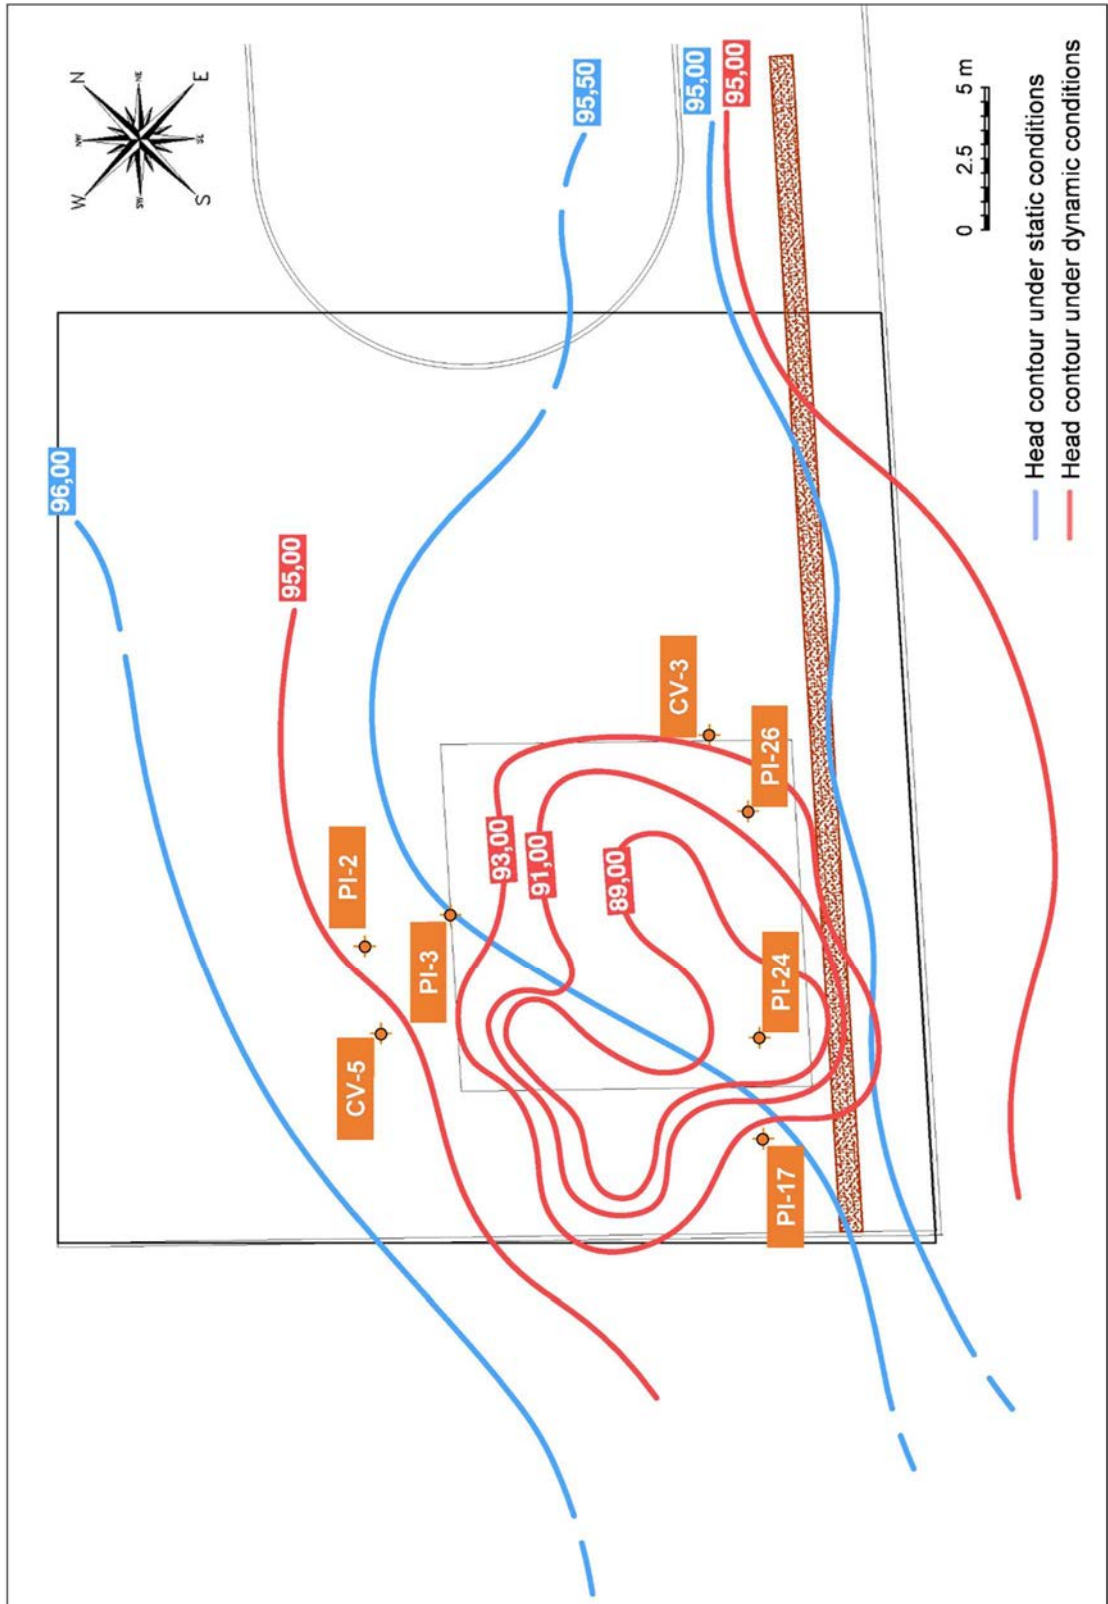 N
NE
E
SE
S
SW
W
NW
96,00
95,50
95,00
95,00
95,00
93,00
91,00
89,00
PI-2
CV-5
PI-3
CV-3
PI-26
PI-24
PI-17
0 2.5 5 m
Head contour under static conditions
Head contour under dynamic conditions